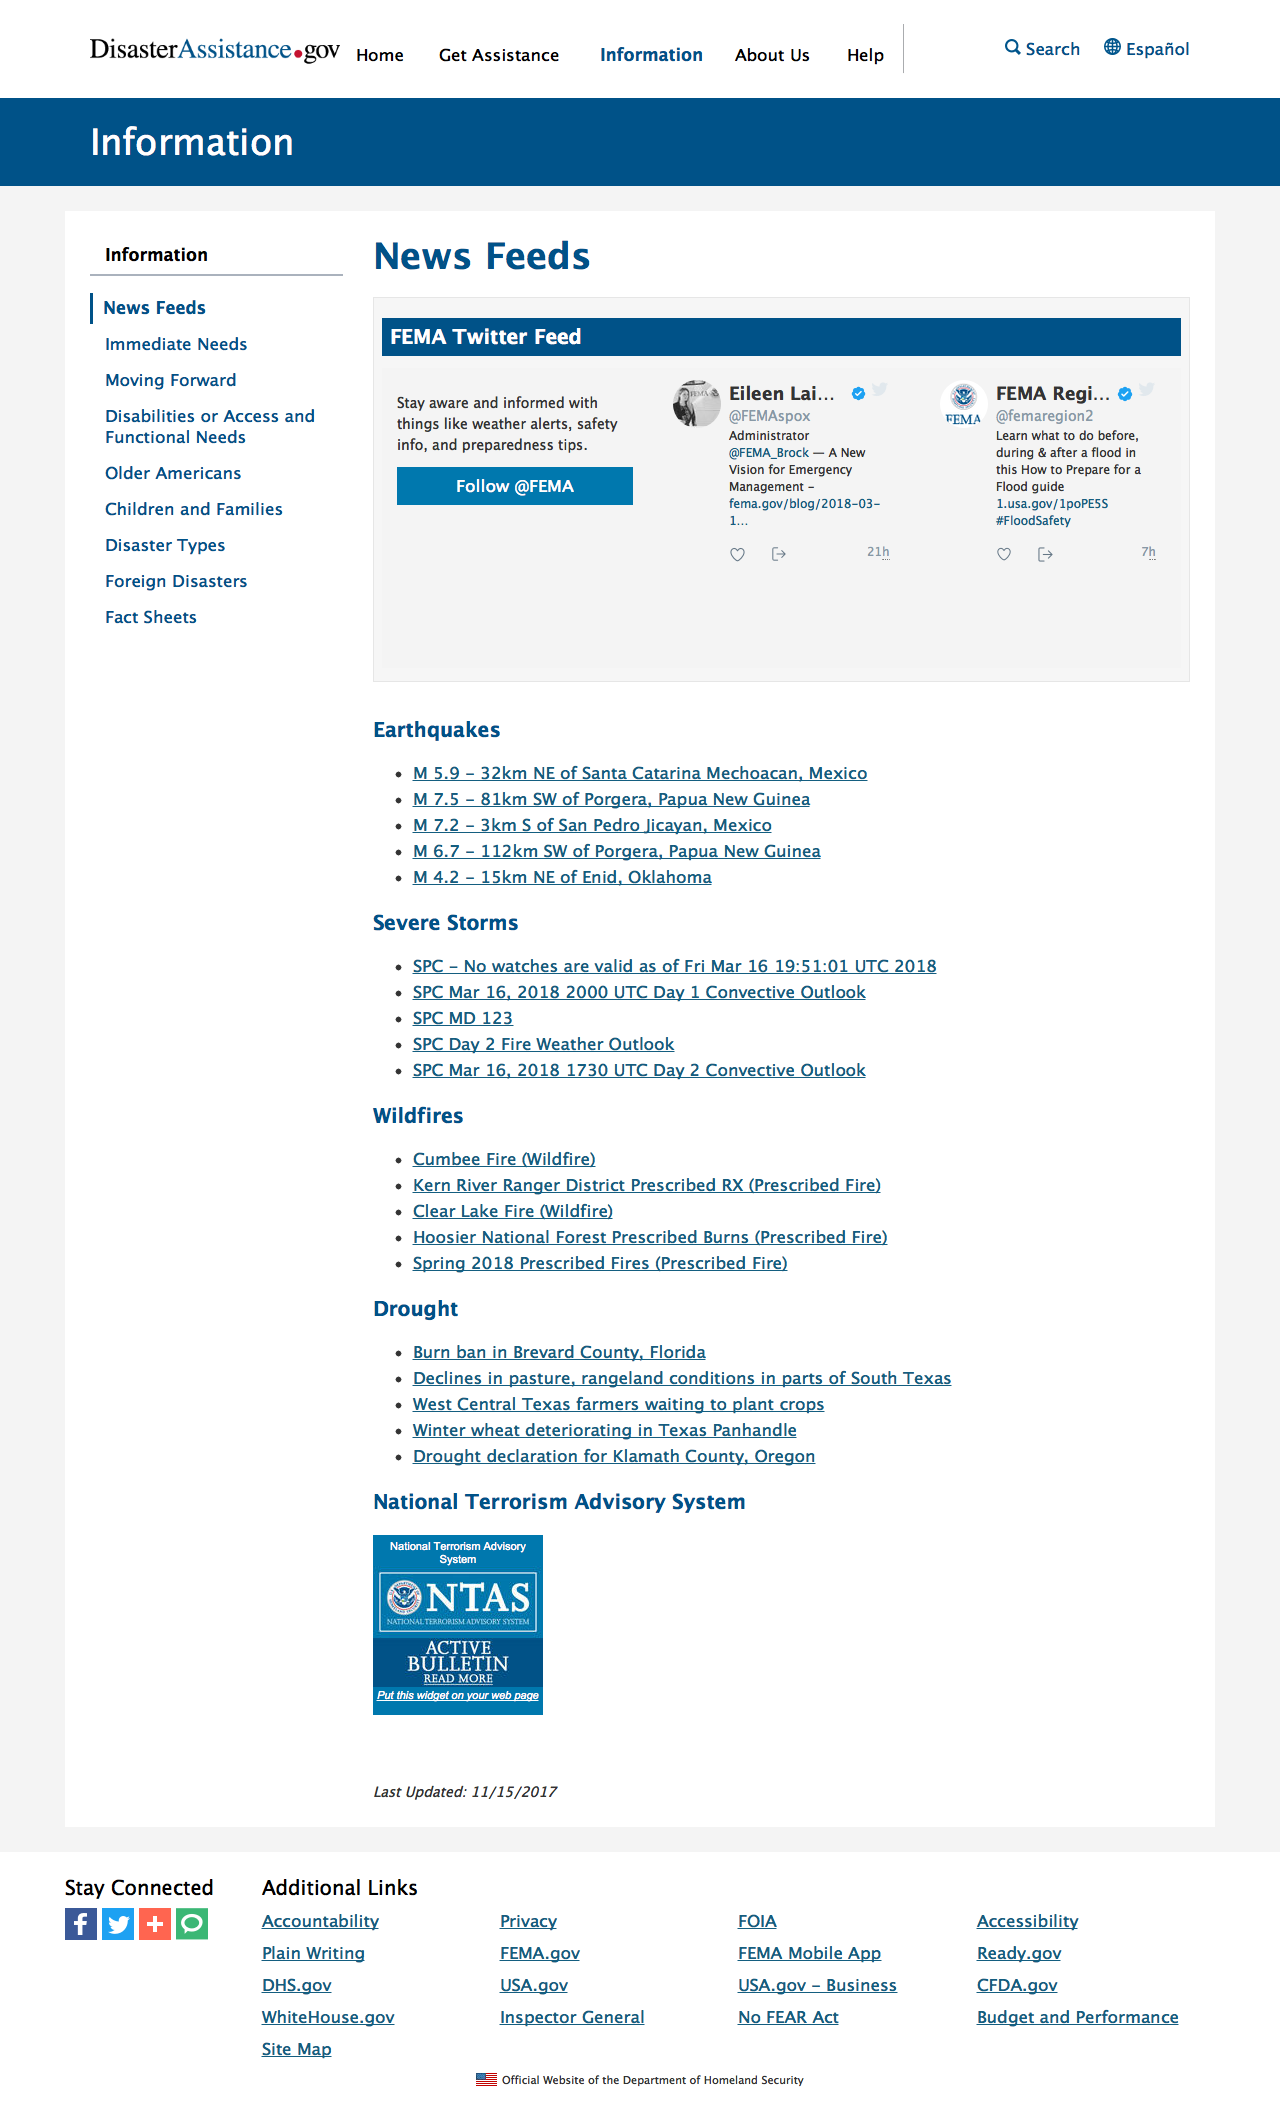 DisasterAssistance.gov
Home
Get Assistance
Information
About Us
Help
Search
Español
Information
Information
News Feeds
Immediate Needs
Moving Forward
Disabilities or Access and
Functional Needs
Older Americans
Children and Families
Disaster Types
Foreign Disasters
Fact Sheets
News Feeds
FEMA Twitter Feed
Stay aware and informed with
things like weather alerts, safety
info, and preparedness tips.
Follow @FEMA
Eileen Lai...
@FEMAspox
Administrator
@FEMA_Brock — A New
Vision for Emergency
Management –
fema.gov/blog/2018-03-
1...
21h
FEMA
FEMA Regi...
@femaregion2
Learn what to do before,
during & after a flood in
this How to Prepare for a
Flood guide
1.usa.gov/1poPE5S
#FloodSafety
7h
Earthquakes
M 5.9 – 32km NE of Santa Catarina Mechoacan, Mexico
M 7.5 – 81km SW of Porgera, Papua New Guinea
M 7.2 – 3km S of San Pedro Jicayan, Mexico
M 6.7 – 112km SW of Porgera, Papua New Guinea
M 4.2 – 15km NE of Enid, Oklahoma
Severe Storms
SPC – No watches are valid as of Fri Mar 16 19:51:01 UTC 2018
SPC Mar 16, 2018 2000 UTC Day 1 Convective Outlook
SPC MD 123
SPC Day 2 Fire Weather Outlook
SPC Mar 16, 2018 1730 UTC Day 2 Convective Outlook
Wildfires
Cumbee Fire (Wildfire)
Kern River Ranger District Prescribed RX (Prescribed Fire)
Clear Lake Fire (Wildfire)
Hoosier National Forest Prescribed Burns (Prescribed Fire)
Spring 2018 Prescribed Fires (Prescribed Fire)
Drought
Burn ban in Brevard County, Florida
Declines in pasture, rangeland conditions in parts of South Texas
West Central Texas farmers waiting to plant crops
Winter wheat deteriorating in Texas Panhandle
Drought declaration for Klamath County, Oregon
National Terrorism Advisory System
National Terrorism Advisory
System
NTAS
NATIONAL TERRORISM ADVISORY SYSTEM
ACTIVE
BULLETIN
READ MORE
Put this widget on your web page
Last Updated: 11/15/2017
Stay Connected
Additional Links
Accountability
Privacy
FOIA
Accessibility
Plain Writing
FEMA.gov
FEMA Mobile App
Ready.gov
DHS.gov
USA.gov
USA.gov – Business
CFDA.gov
WhiteHouse.gov
Inspector General
No FEAR Act
Budget and Performance
Site Map
Official Website of the Department of Homeland Security